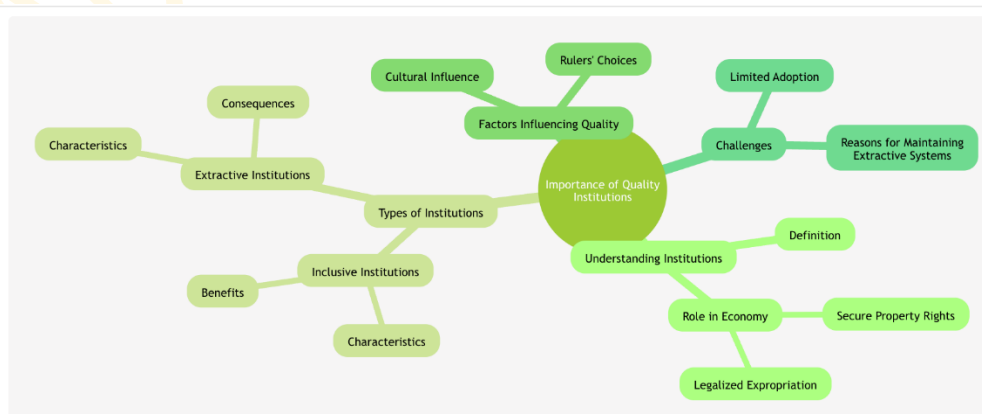 Rulers' Choices
Cultural Influence
Limited Adoption
Consequences
Factors Influencing Quality
Characteristics
Challenges
Reasons for Maintaining
Extractive Systems
Extractive Institutions
Importance of Quality
Institutions
Types of Institutions
Definition
Understanding Institutions
Inclusive Institutions
Benefits
Role in Economy
Secure Property Rights
Characteristics
Legalized Expropriation